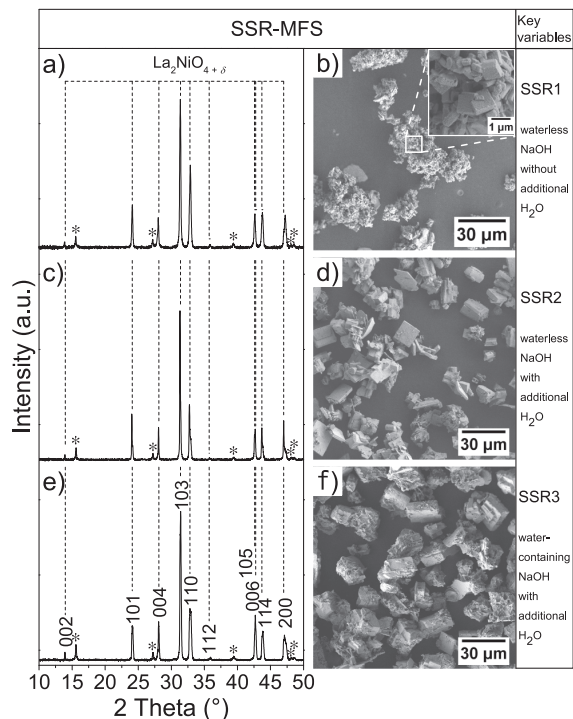 SSR-MFS
Key
variables
a)
La₂NiO₄₊δ
* * * * *
b)
1 µm
30 µm
SSR1
waterless
NaOH
without
additional
H₂O
c)
* * * * *
d)
30 µm
SSR2
waterless
NaOH
with
additional
H₂O
e)
002
*
101
*
004
103
110
112
*
006
105
114
200
* *
f)
30 µm
SSR3
water-
containing
NaOH
with
additional
H₂O
Intensity (a.u.)
10 15 20 25 30 35 40 45 50
2 Theta (°)